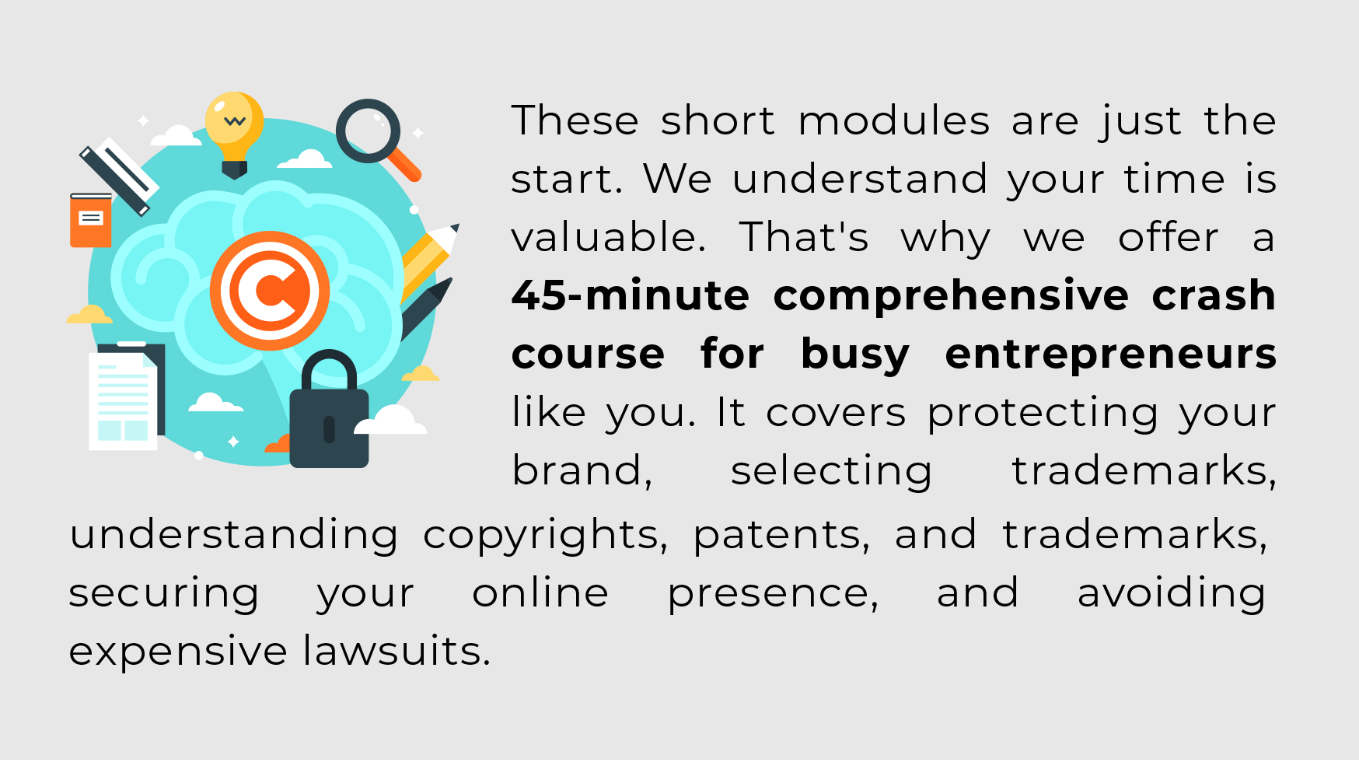 These short modules are just the
start. We understand your time is
valuable. That's why we offer a
45-minute comprehensive crash
course for busy entrepreneurs
like you. It covers protecting your
brand, selecting trademarks,
understanding copyrights, patents, and trademarks,
securing your online presence, and avoiding
expensive lawsuits.